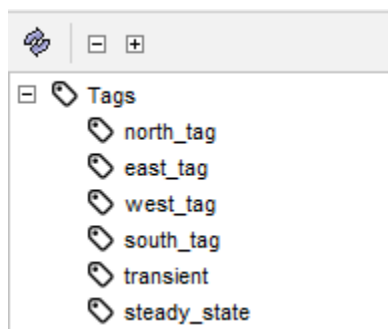 Tags
north_tag
east_tag
west_tag
south_tag
transient
steady_state